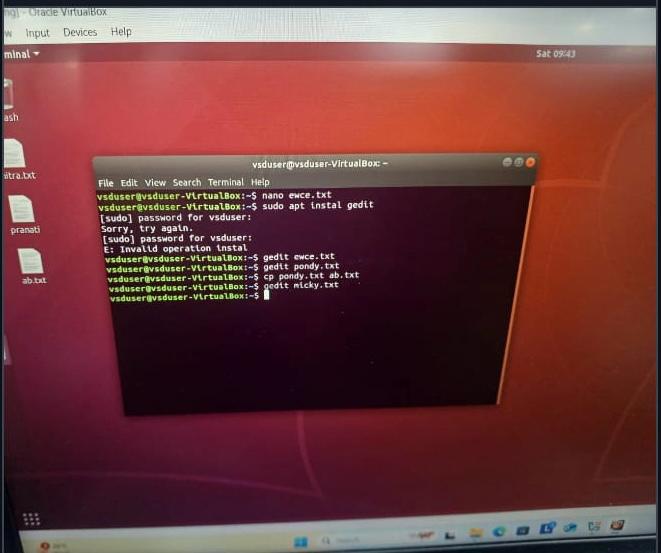 ng] - Oracle VirtualBox
w Input Devices Help
minal Sat 09:43
ash
itra.txt
pranati
ab.txt
vsduser@vsduser-VirtualBox: ~
File Edit View Search Terminal Help
vsduser@vsduser-VirtualBox:~$ nano ewce.txt
vsduser@vsduser-VirtualBox:~$ sudo apt instal gedit
[sudo] password for vsduser:
Sorry, try again.
[sudo] password for vsduser:
E: Invalid operation instal
vsduser@vsduser-VirtualBox:~$ gedit ewce.txt
vsduser@vsduser-VirtualBox:~$ gedit pondy.txt
vsduser@vsduser-VirtualBox:~$ cp pondy.txt ab.txt
vsduser@vsduser-VirtualBox:~$ gedit micky.txt
vsduser@vsduser-VirtualBox:~$